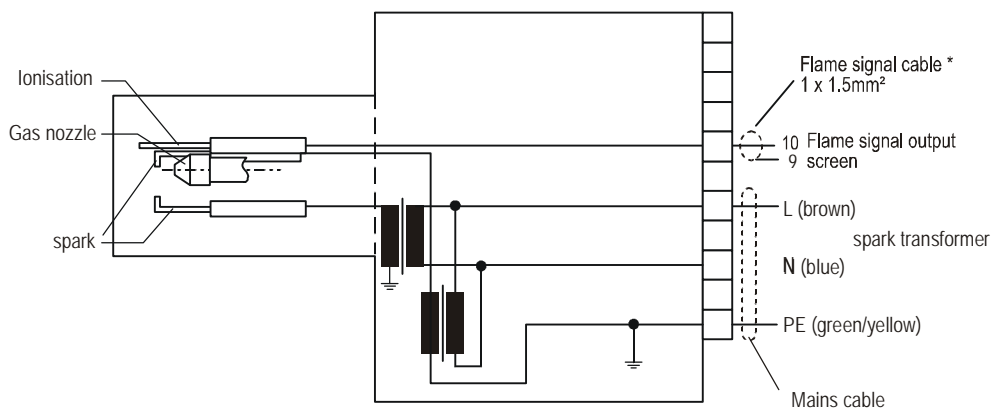 Ionisation
Gas nozzle
spark
Flame signal cable *
1 x 1.5mm²
10 Flame signal output
9 screen
L (brown)
spark transformer
N (blue)
PE (green/yellow)
Mains cable